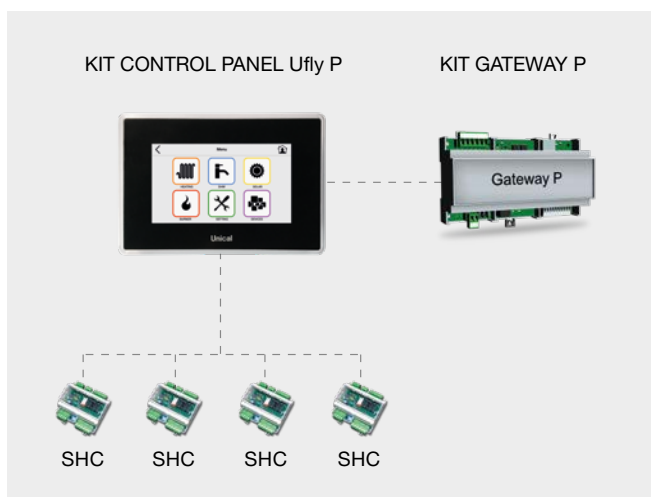 KIT CONTROL PANEL Ufly P
KIT GATEWAY P
Menu
Gateway P
Unical
SHC
SHC
SHC
SHC